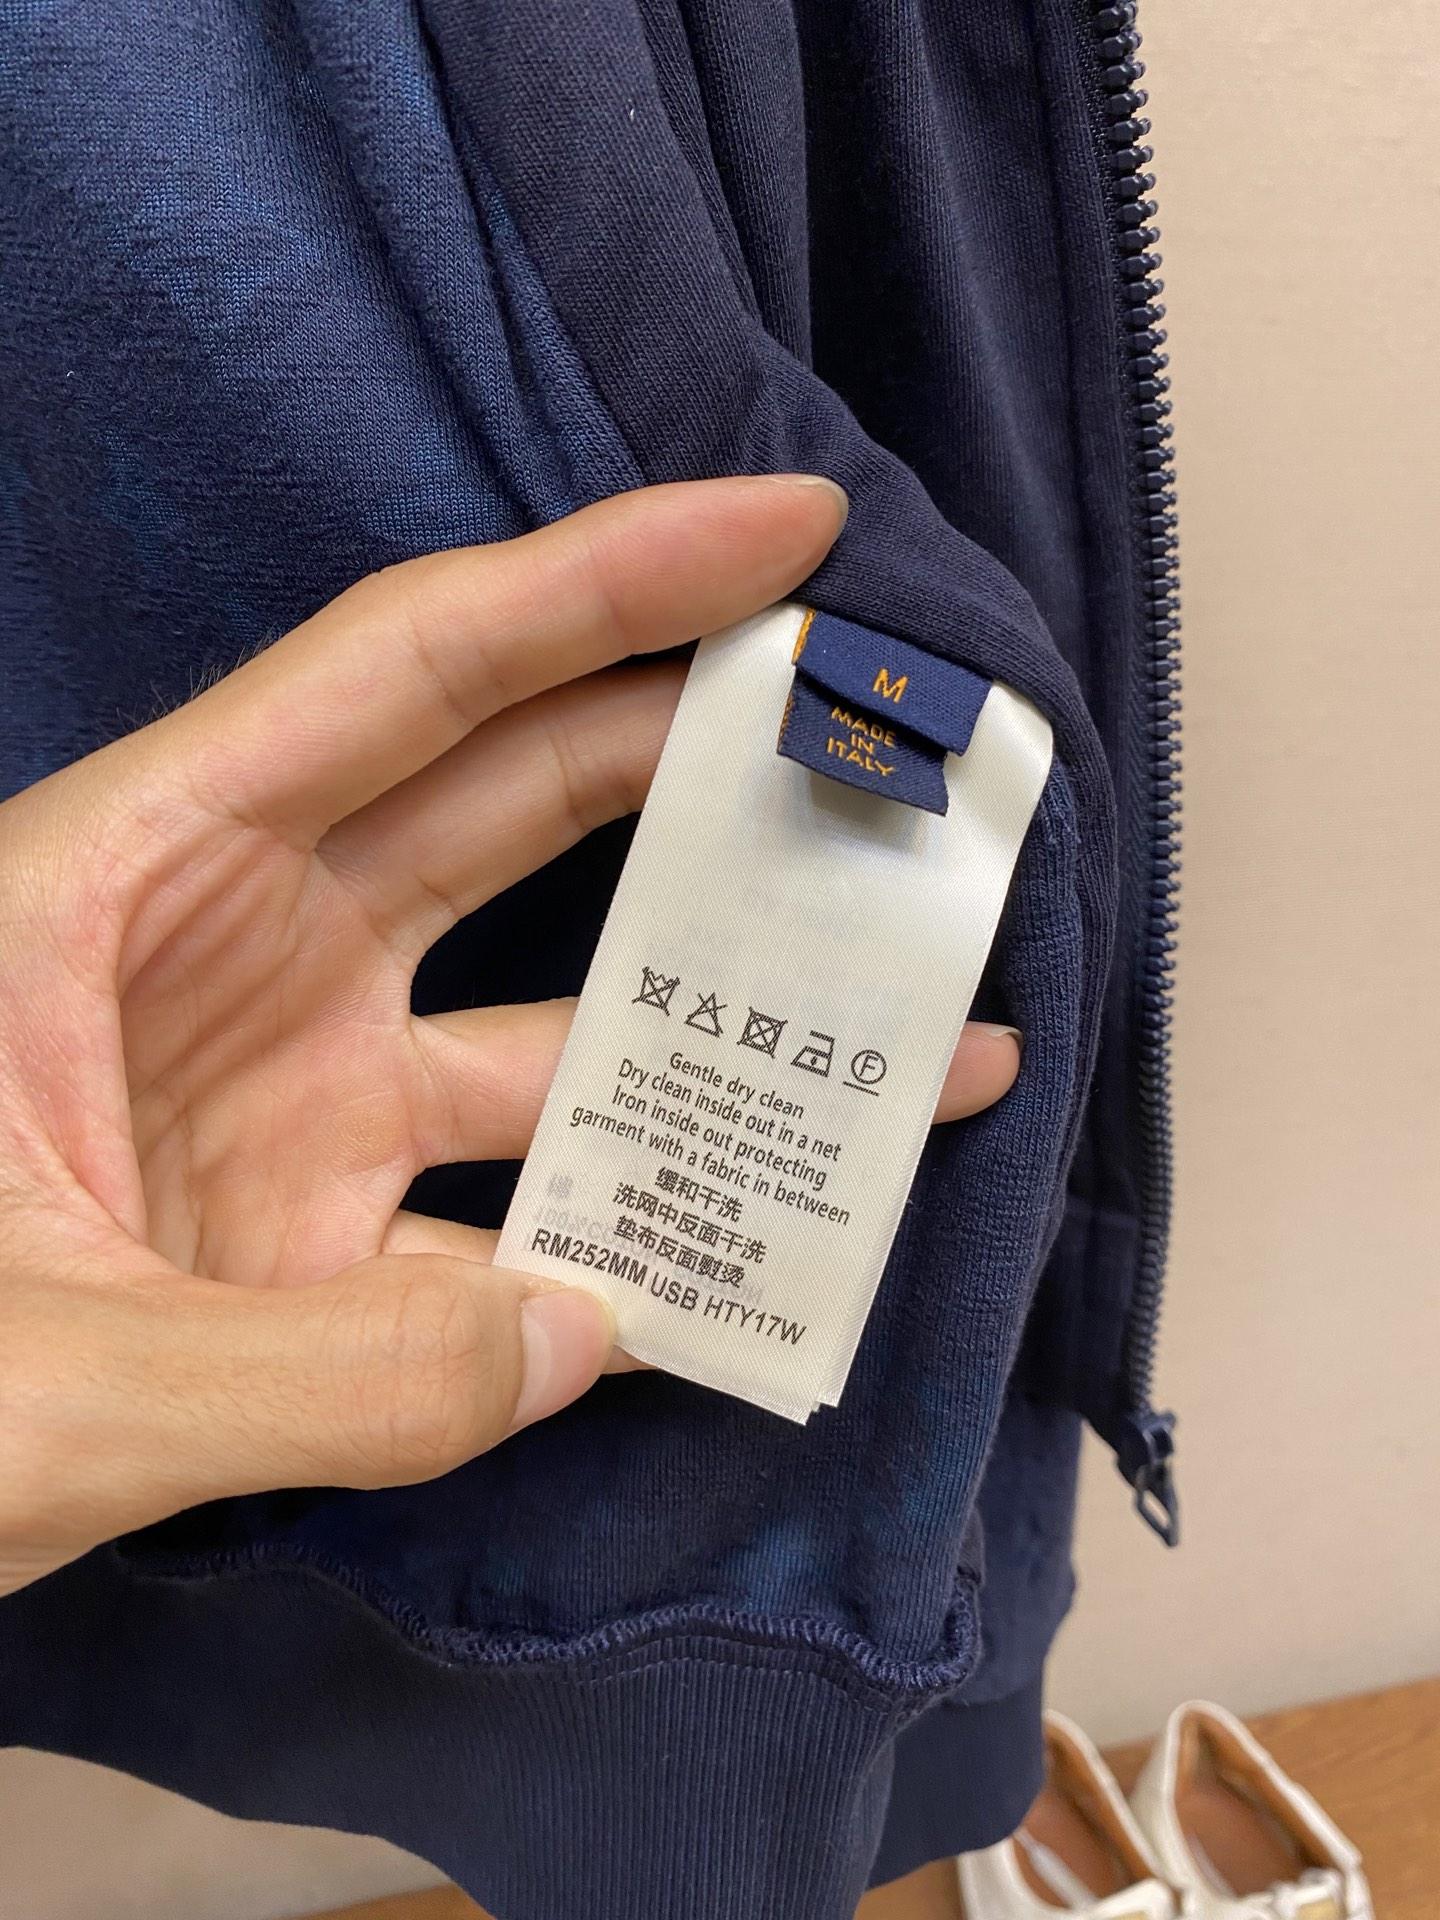 M
MADE
IN
ITALY
F
Gentle dry clean
Dry clean inside out in a net
Iron inside out protecting
garment with a fabric in between
缓和干洗
洗网中反面干洗
垫布反面熨烫
RM252MM USB HTY17W